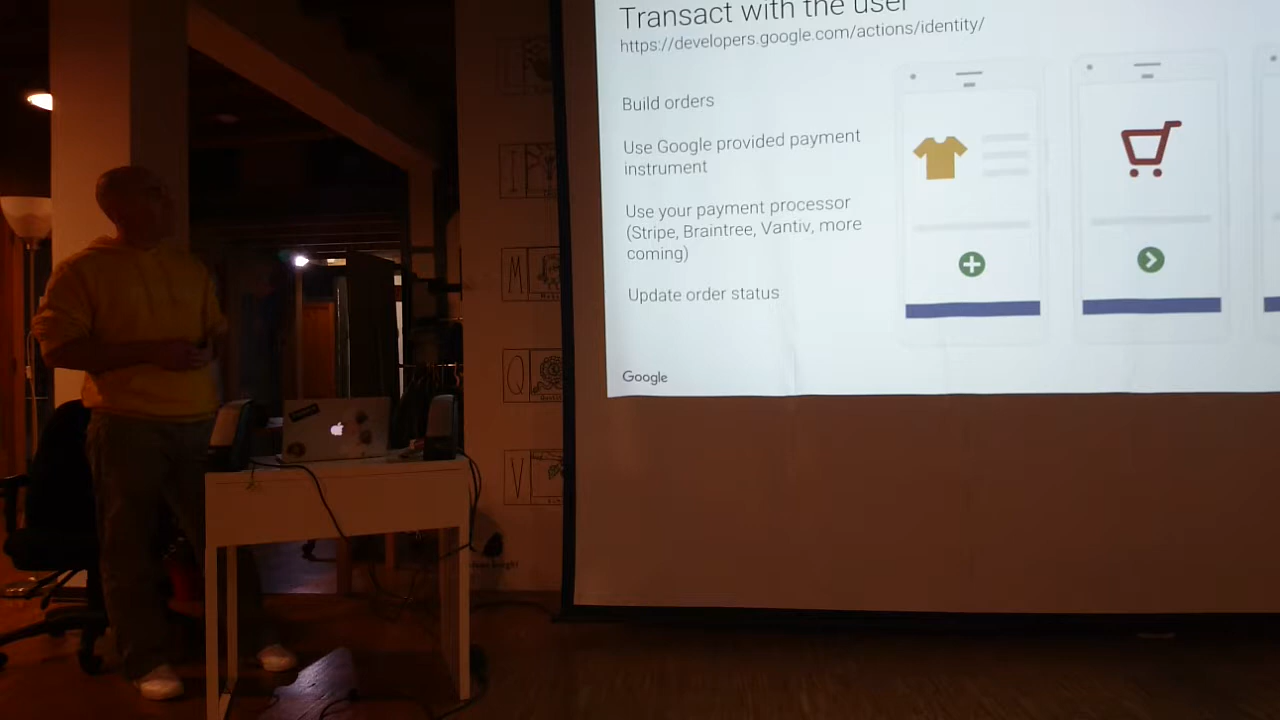 Transact with the user
https://developers.google.com/actions/identity/
Build orders
Use Google provided payment
instrument
Use your payment processor
(Stripe, Braintree, Vantiv, more
coming)
Update order status
Google
I
M
Q
V